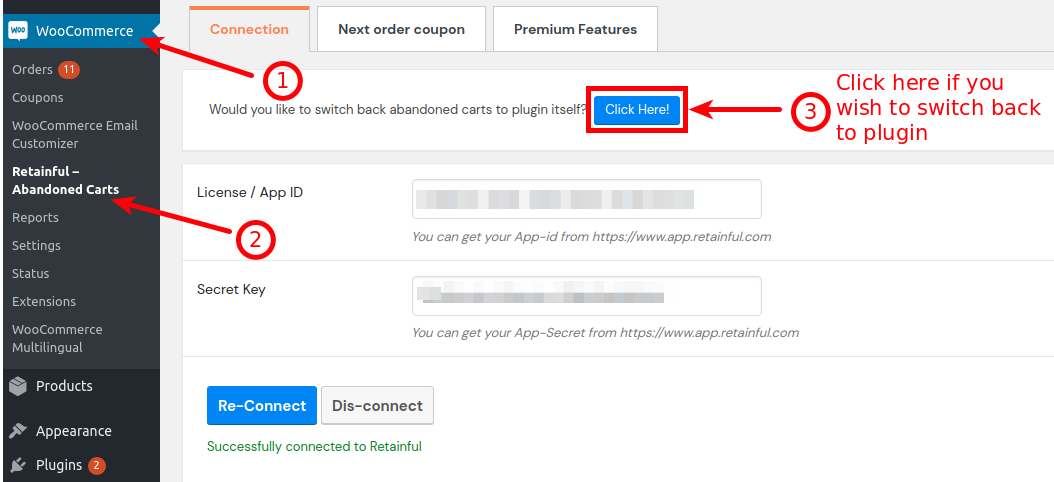 WOO WooCommerce
Orders 11
Coupons
WooCommerce Email
Customizer
Retainful –
Abandoned Carts
Reports
Settings
Status
Extensions
WooCommerce
Multilingual
Products
Appearance
Plugins 2
1
2
Connection
Next order coupon
Premium Features
Would you like to switch back abandoned carts to plugin itself? Click Here!
3
Click here if you
wish to switch back
to plugin
License / App ID
You can get your App-id from https://www.app.retainful.com
Secret Key
You can get your App-Secret from https://www.app.retainful.com
Re-Connect
Dis-connect
Successfully connected to Retainful